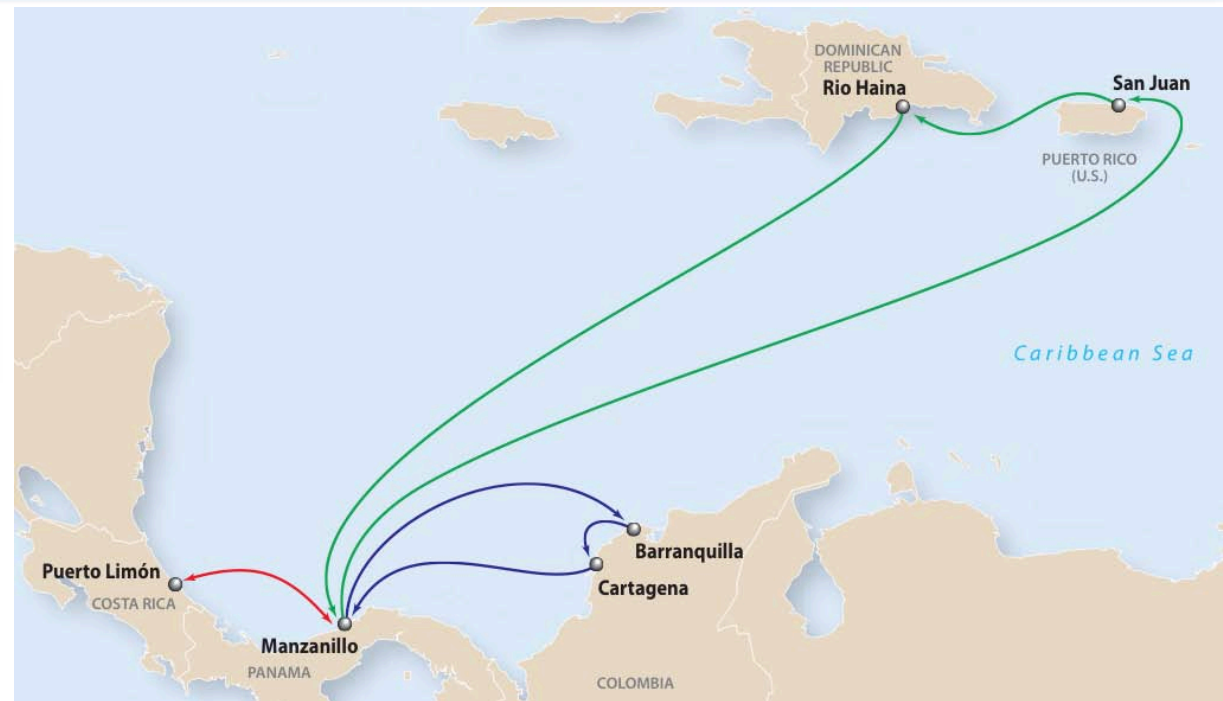 DOMINICAN
REPUBLIC
Rio Haina
San Juan
PUERTO RICO
(U.S.)
Caribbean Sea
Barranquilla
Puerto Limón
Cartagena
COSTA RICA
Manzanillo
PANAMA
COLOMBIA